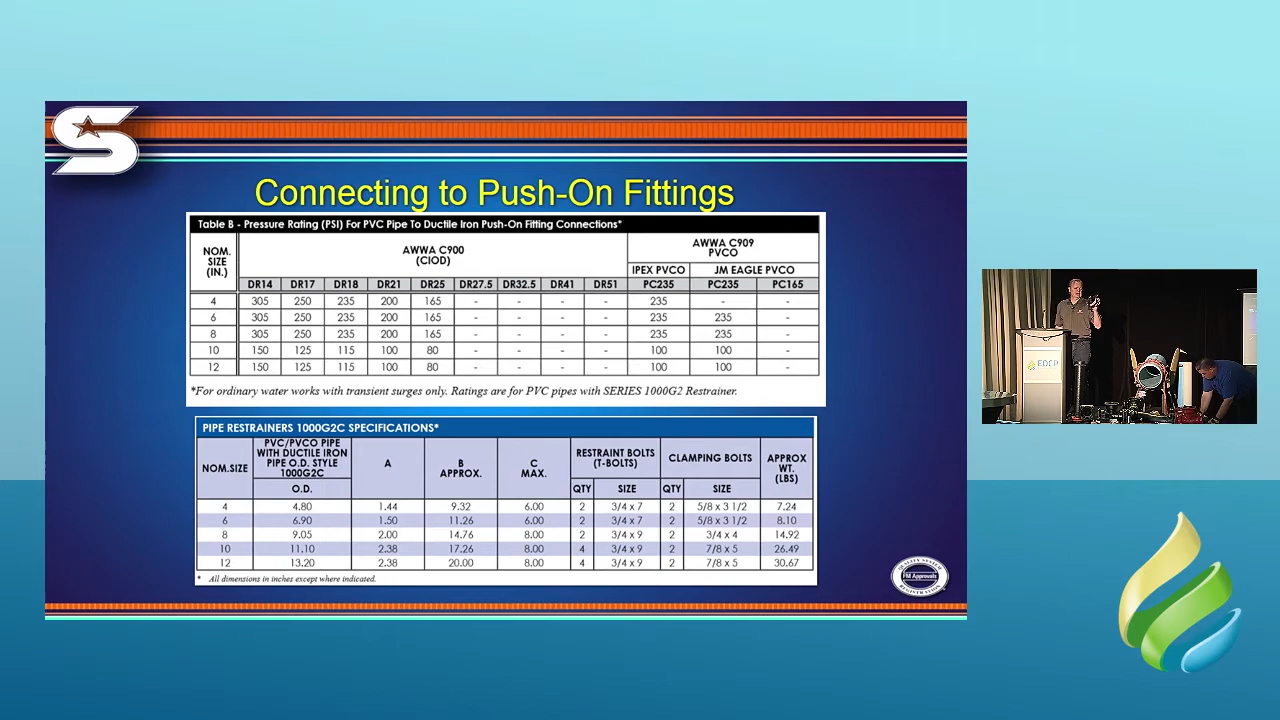 S
Connecting to Push-On Fittings
Table B - Pressure Rating (PSI) For PVC Pipe To Ductile Iron Push-On Fitting Connections*
NOM. SIZE (IN.) AWWA C900 (CIOD) AWWA C909 PVCO
IPEX PVCO JM EAGLE PVCO
DR14 DR17 DR18 DR21 DR25 DR27.5 DR32.5 DR41 DR51 PC235 PC235 PC165
4 305 250 235 200 165 - - - - 235 - -
6 305 250 235 200 165 - - - - 235 235 -
8 305 250 235 200 165 - - - - 235 235 -
10 150 125 115 100 80 - - - - 100 100 -
12 150 125 115 100 80 - - - - 100 100 -
*For ordinary water works with transient surges only. Ratings are for PVC pipes with SERIES 1000G2 Restrainer.
PIPE RESTRAINERS 1000G2C SPECIFICATIONS*
NOM.SIZE PVC/PVCO PIPE WITH DUCTILE IRON PIPE O.D. STYLE 1000G2C A B APPROX. C MAX. RESTRAINT BOLTS (T-BOLTS) CLAMPING BOLTS APPROX WT. (LBS)
O.D. QTY SIZE QTY SIZE
4 4.80 1.44 9.32 6.00 2 3/4 x 7 2 5/8 x 3 1/2 7.24
6 6.90 1.50 11.26 6.00 2 3/4 x 7 2 5/8 x 3 1/2 8.10
8 9.05 2.00 14.76 8.00 2 3/4 x 9 2 3/4 x 4 14.92
10 11.10 2.38 17.26 8.00 4 3/4 x 9 2 7/8 x 5 26.49
12 13.20 2.38 20.00 8.00 4 3/4 x 9 2 7/8 x 5 30.67
* All dimensions in inches except where indicated.
QUALITY SYSTEM
FM Approvals
REGISTRATION
EDCP